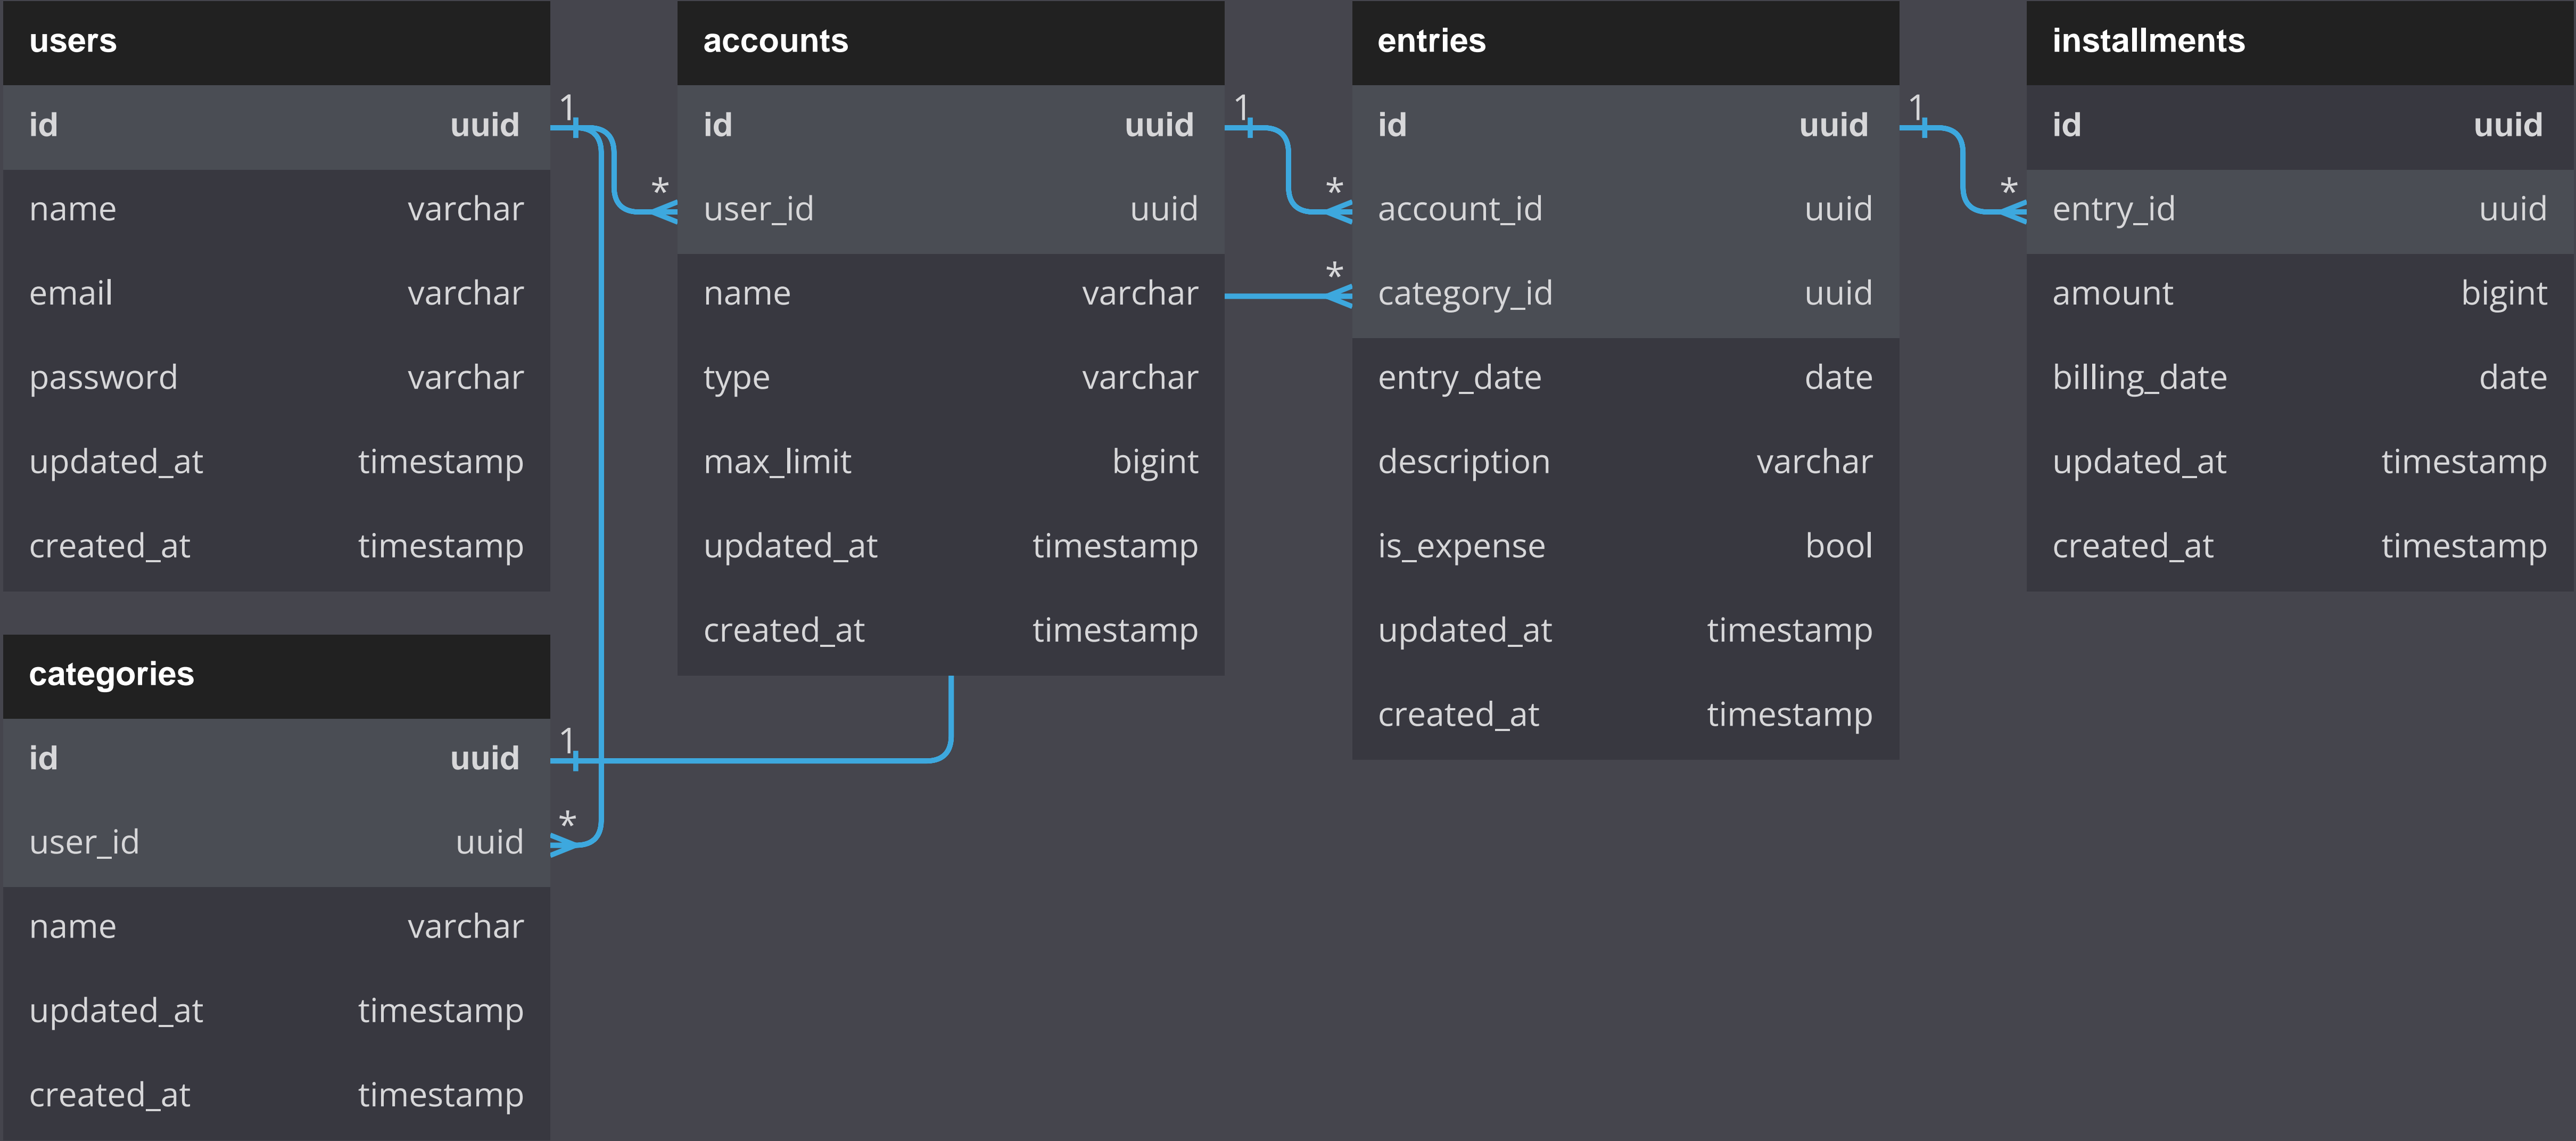 users
id uuid
name varchar
email varchar
password varchar
updated_at timestamp
created_at timestamp
1
*
accounts
id uuid
user_id uuid
name varchar
type varchar
max_limit bigint
updated_at timestamp
created_at timestamp
1
*
*
entries
id uuid
account_id uuid
category_id uuid
entry_date date
description varchar
is_expense bool
updated_at timestamp
created_at timestamp
1
*
installments
id uuid
entry_id uuid
amount bigint
billing_date date
updated_at timestamp
created_at timestamp
categories
id uuid
user_id uuid
name varchar
updated_at timestamp
created_at timestamp
1
*